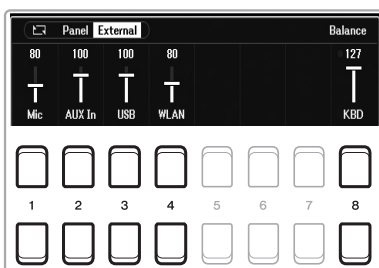 Panel External Balance
80 100 100 80 127
Mic AUX In USB WLAN KBD
1 2 3 4 5 6 7 8